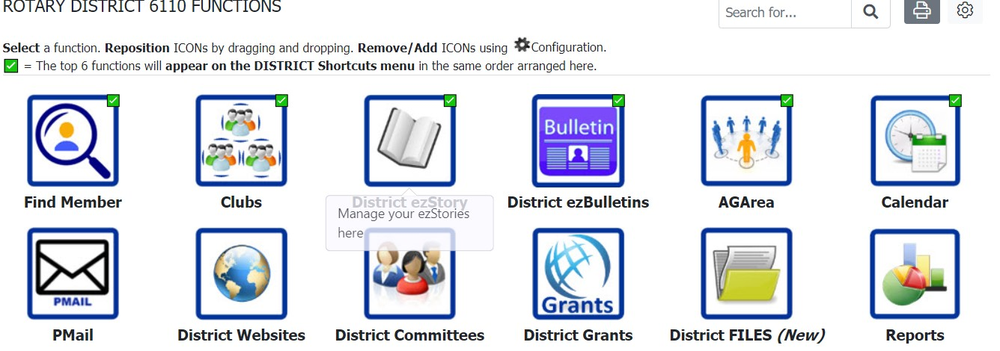 ROTARY DISTRICT 6110 FUNCTIONS
Search for...
Select a function. Reposition ICONs by dragging and dropping. Remove/Add ICONs using Configuration.
= The top 6 functions will appear on the DISTRICT Shortcuts menu in the same order arranged here.
Bulletin
Find Member
Clubs
District ezStory
District ezBulletins
AGArea
Calendar
Manage your ezStories
here
PMAIL
Grants
PMail
District Websites
District Committees
District Grants
District FILES (New)
Reports